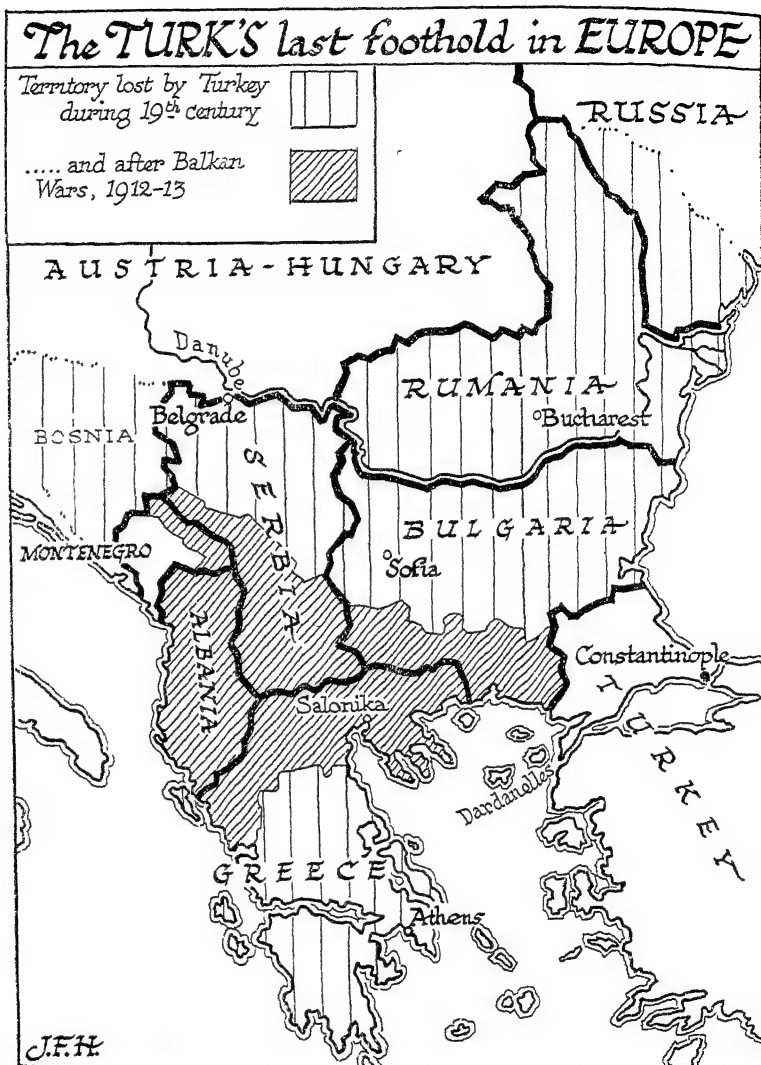 The TURK'S last foothold in EUROPE
Territory lost by Turkey
during 19th century
..... and after Balkan
Wars, 1912-13
RUSSIA
AUSTRIA-HUNGARY
Danube
RUMANIA
Bucharest
Belgrade
BOSNIA
SERBIA
BULGARIA
Sofia
MONTENEGRO
ALBANIA
Constantinople
Salonika
TURKEY
Dardanelles
GREECE
Athens
J.F.H.